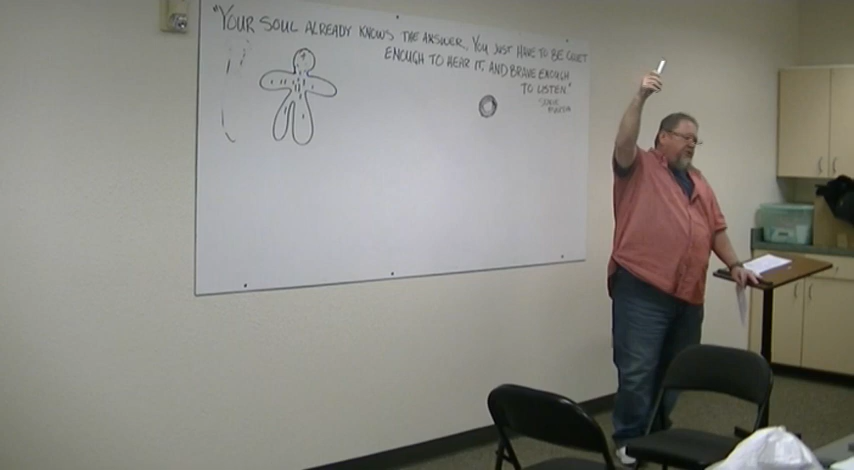 "YOUR SOUL ALREADY KNOWS THE ANSWER. YOU JUST HAVE TO BE QUIET
ENOUGH TO HEAR IT, AND BRAVE ENOUGH
TO LISTEN."